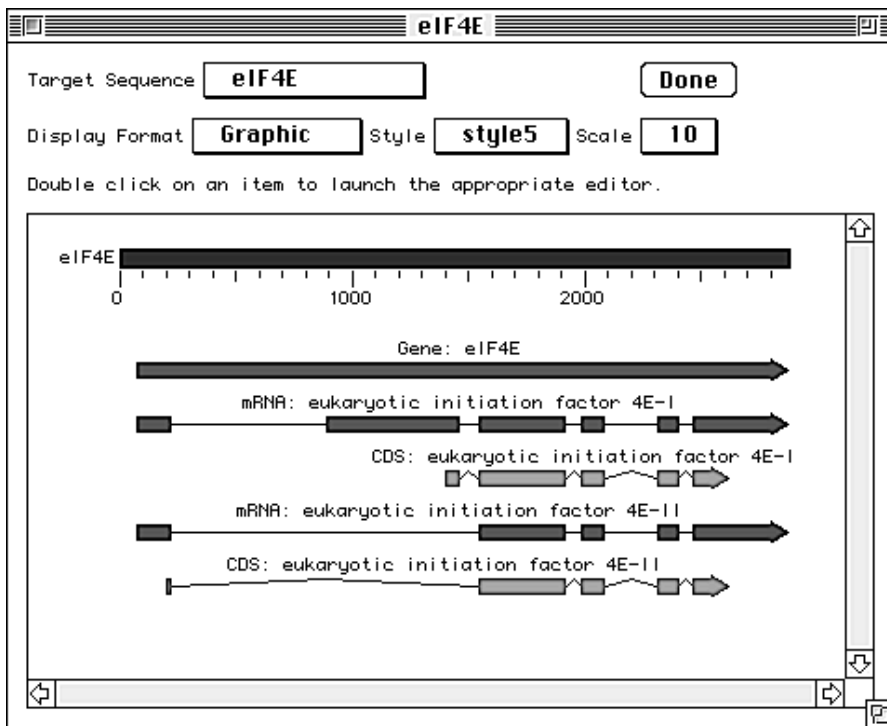 eIF4E
Target Sequence eIF4E Done
Display Format Graphic Style style5 Scale 10
Double click on an item to launch the appropriate editor.
eIF4E
0 1000 2000
Gene: eIF4E
mRNA: eukaryotic initiation factor 4E-I
CDS: eukaryotic initiation factor 4E-I
mRNA: eukaryotic initiation factor 4E-II
CDS: eukaryotic initiation factor 4E-II